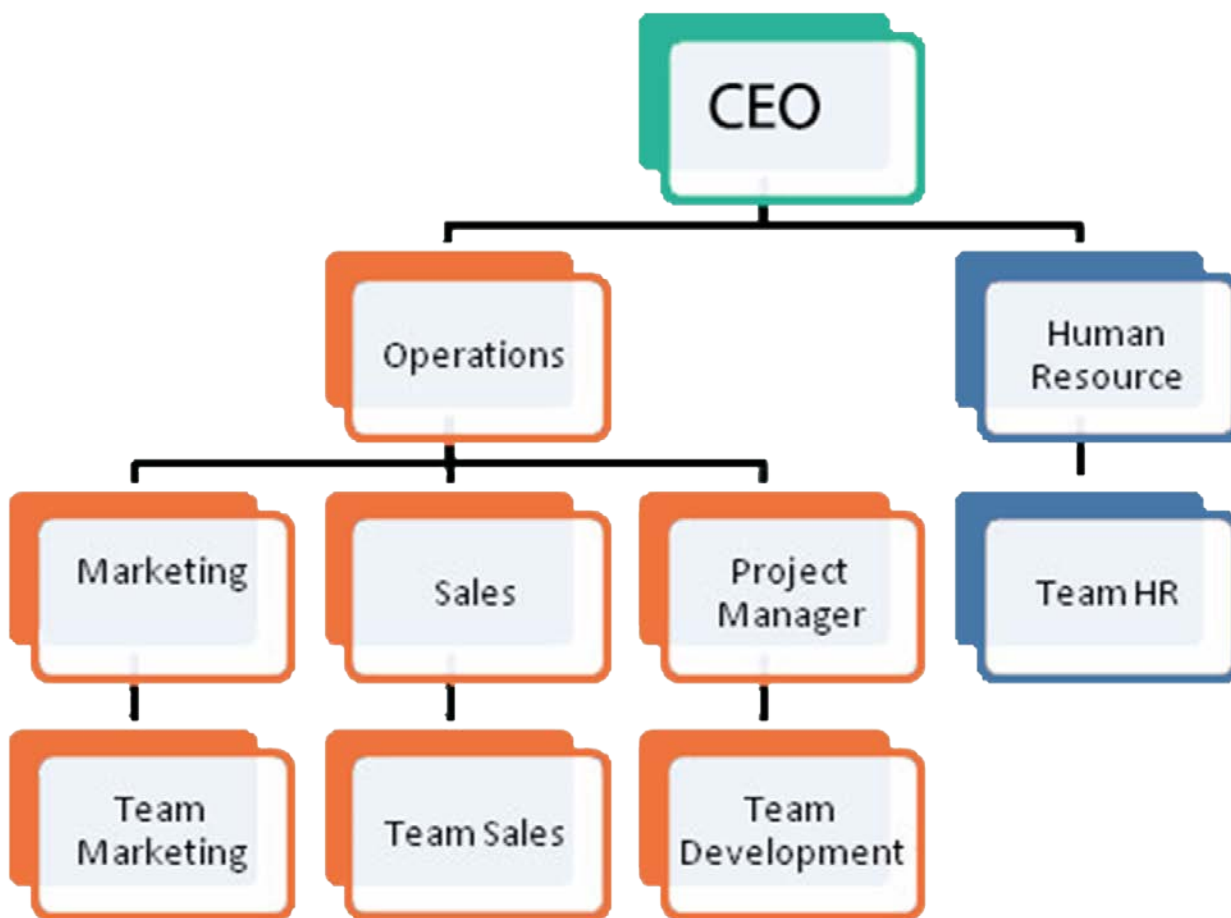 CEO
Operations
Human
Resource
Marketing
Sales
Project
Manager
Team HR
Team
Marketing
Team Sales
Team
Development